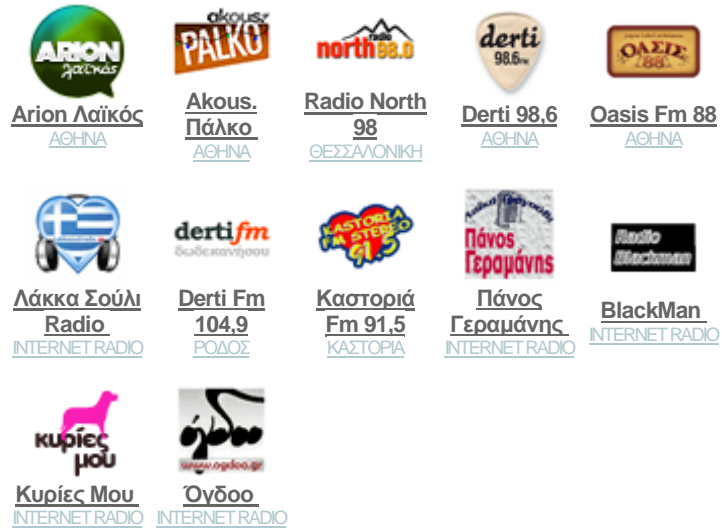 ARION
λαϊκός
Arion Λαϊκός
ΑΘΗΝΑ
akous.
PALKO
Akous.
Πάλκο
ΑΘΗΝΑ
radio
north98.0
Radio North
98
ΘΕΣΣΑΛΟΝΙΚΗ
derti
98.6FM
Derti 98,6
ΑΘΗΝΑ
ΟΑΣΙΣ
88
Oasis Fm 88
ΑΘΗΝΑ
Λάκκα Σούλι
Radio
INTERNET RADIO
dertifm
δωδεκανήσου
Derti Fm
104,9
ΡΟΔΟΣ
KASTORIA
FM STEREO
91.5
Καστοριά
Fm 91,5
ΚΑΣΤΟΡΙΑ
Πάνος
Γεραμάνης
Πάνος
Γεραμάνης
INTERNET RADIO
Radio
Blackman
BlackMan
INTERNET RADIO
κυρίες
μου
Κυρίες Μου
INTERNET RADIO
όγδοο
www.ogdoo.gr
Όγδοο
INTERNET RADIO